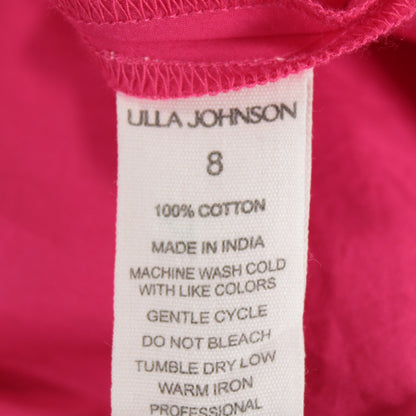 ULLA JOHNSON
8
100% COTTON
MADE IN INDIA
MACHINE WASH COLD
WITH LIKE COLORS
GENTLE CYCLE
DO NOT BLEACH
TUMBLE DRY LOW
WARM IRON
PROFESSIONAL